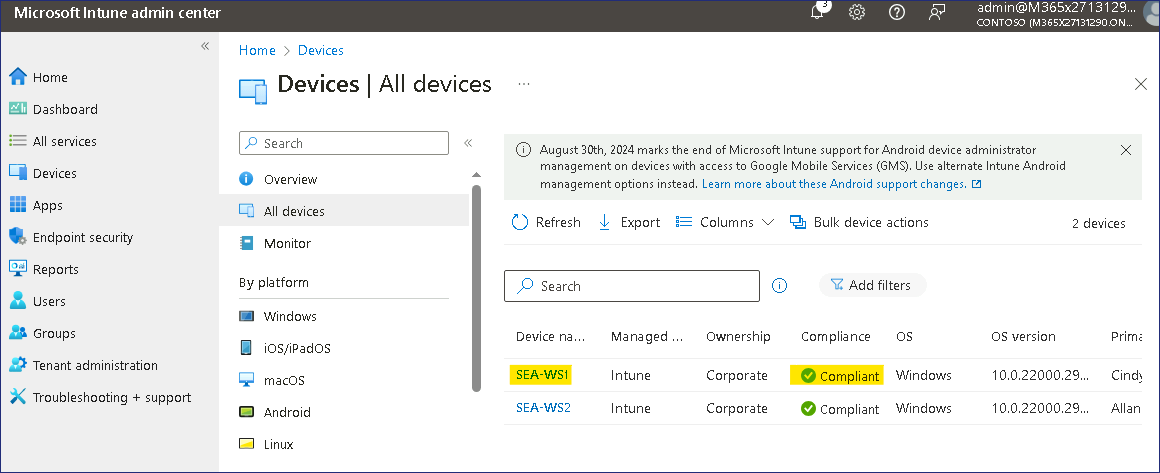 Microsoft Intune admin center
3
admin@M365x2713129...
CONTOSO (M365X27131290.ON...
«
Home
Dashboard
All services
Devices
Apps
Endpoint security
Reports
Users
Groups
Tenant administration
Troubleshooting + support
Home > Devices
Devices | All devices ...
Search «
Overview
All devices
Monitor
By platform
Windows
iOS/iPadOS
macOS
Android
Linux
August 30th, 2024 marks the end of Microsoft Intune support for Android device administrator
management on devices with access to Google Mobile Services (GMS). Use alternate Intune Android
management options instead. Learn more about these Android support changes.
Refresh Export Columns Bulk device actions 2 devices
Search Add filters
Device na... Managed ... Ownership Compliance OS OS version Prima
SEA-WS1 Intune Corporate Compliant Windows 10.0.22000.29... Cindy
SEA-WS2 Intune Corporate Compliant Windows 10.0.22000.29... Allan